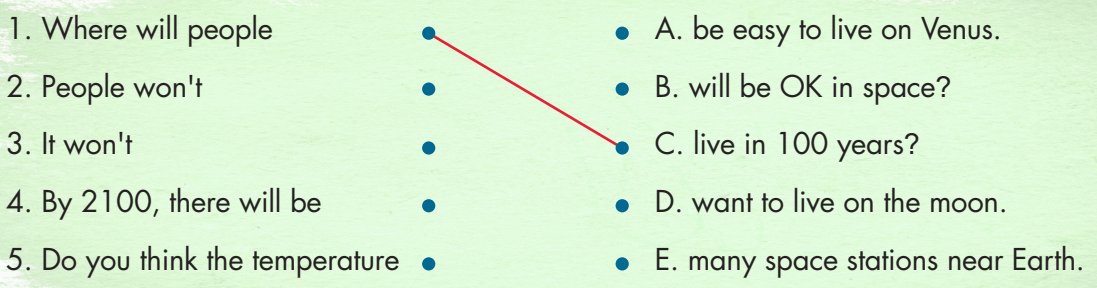 1. Where will people A. be easy to live on Venus.
2. People won't B. will be OK in space?
3. It won't C. live in 100 years?
4. By 2100, there will be D. want to live on the moon.
5. Do you think the temperature E. many space stations near Earth.